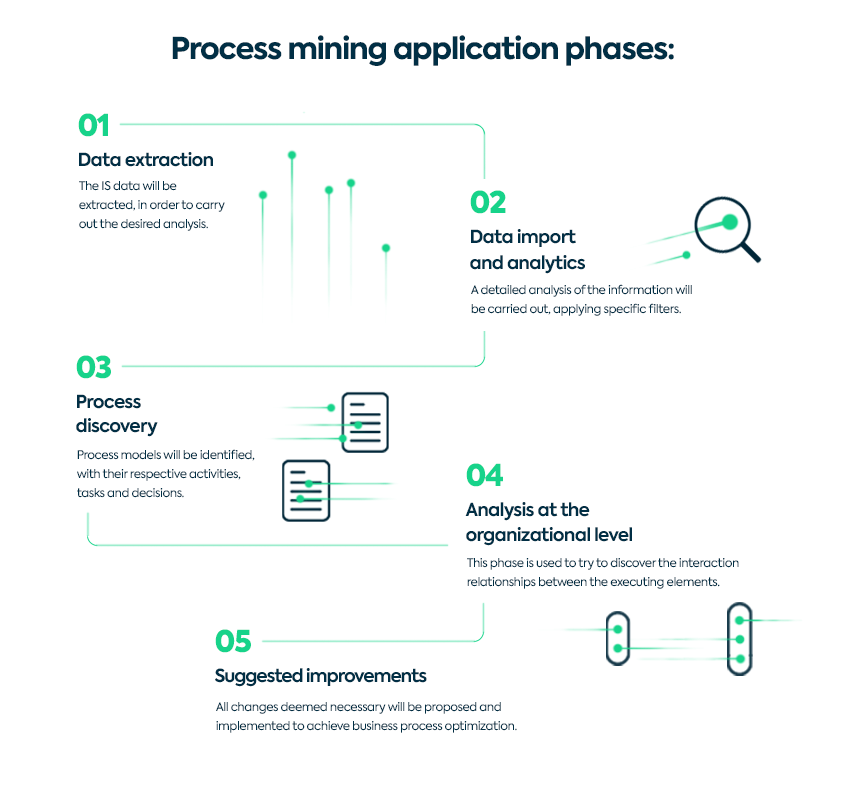 Process mining application phases:
01
Data extraction
The IS data will be
extracted, in order to carry
out the desired analysis.
02
Data import
and analytics
A detailed analysis of the information will
be carried out, applying specific filters.
03
Process
discovery
Process models will be identified,
with their respective activities,
tasks and decisions.
04
Analysis at the
organizational level
This phase is used to try to discover the interaction
relationships between the executing elements.
05
Suggested improvements
All changes deemed necessary will be proposed and
implemented to achieve business process optimization.